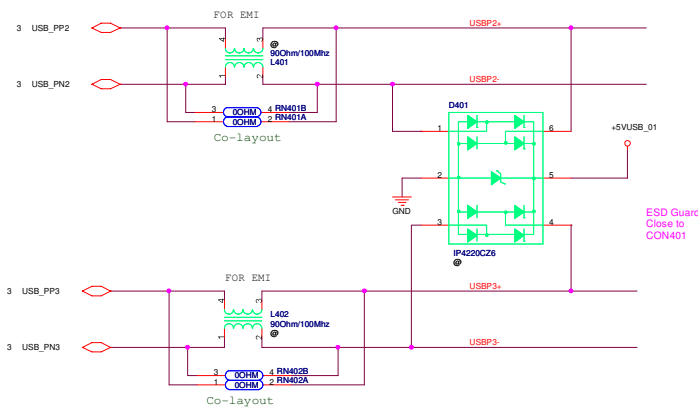 FOR EMI
3 USB_PP2
USBP2+
4
3
@
90Ohm/100Mhz
L401
3 USB_PN2
1
2
USBP2-
3 0OHM 4 RN401B
1 0OHM 2 RN401A
Co-layout
D401
1
6
+5VUSB_01
2
5
GND
3
4
ESD Guard
Close to
CON401
IP4220CZ6
@
FOR EMI
3 USB_PP3
USBP3+
4
3
L402
90Ohm/100Mhz
@
3 USB_PN3
1
2
USBP3-
3 0OHM 4 RN402B
1 0OHM 2 RN402A
Co-layout